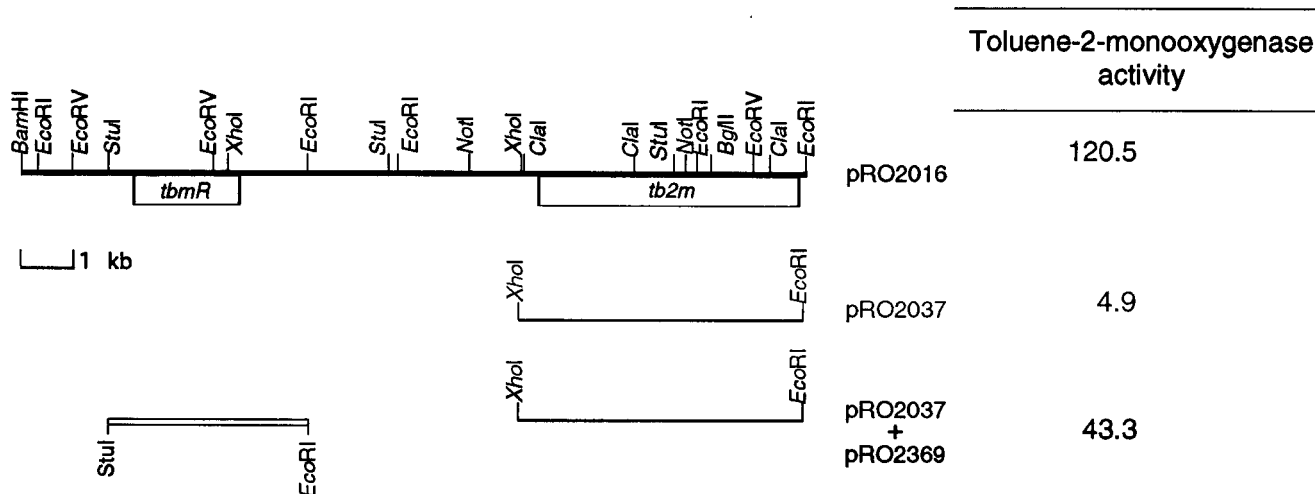 Toluene-2-monooxygenase
activity
BamHI
EcoRI
EcoRV
StuI
EcoRV
XhoI
EcoRI
StuI
EcoRI
NotI
XhoI
ClaI
ClaI
StuI
NotI
EcoRI
BglII
EcoRV
ClaI
EcoRI
tbmR
tb2m
pRO2016
120.5
1 kb
XhoI
EcoRI
pRO2037
4.9
XhoI
EcoRI
StuI
EcoRI
pRO2037
+
pRO2369
43.3